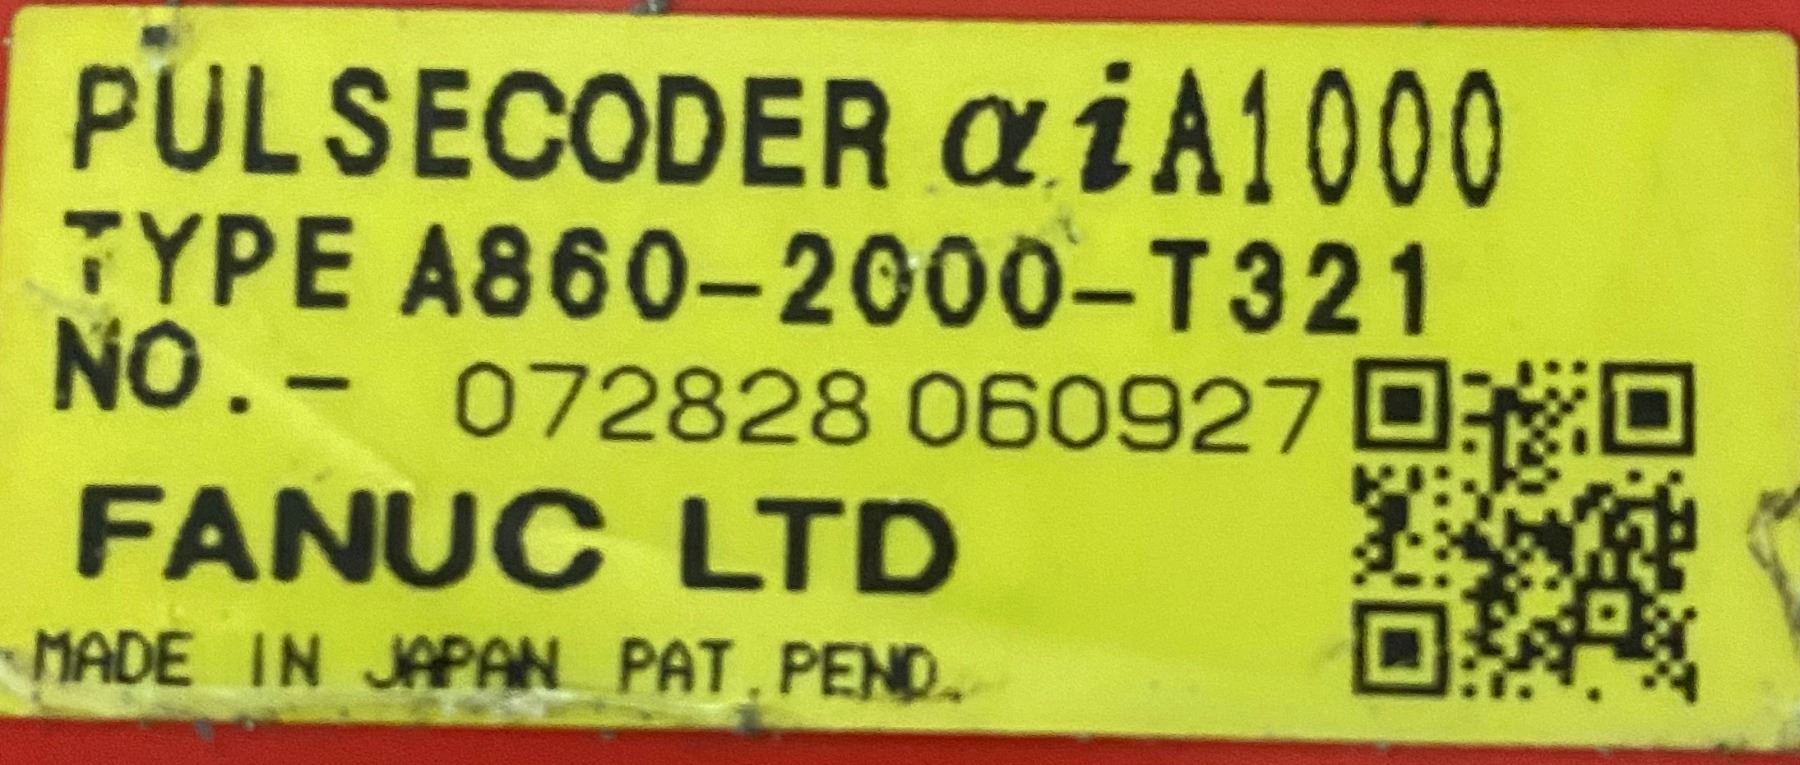 PULSECODER αiA1000
TYPE A860-2000-T321
NO.- 072828 060927
FANUC LTD
MADE IN JAPAN PAT.PEND.